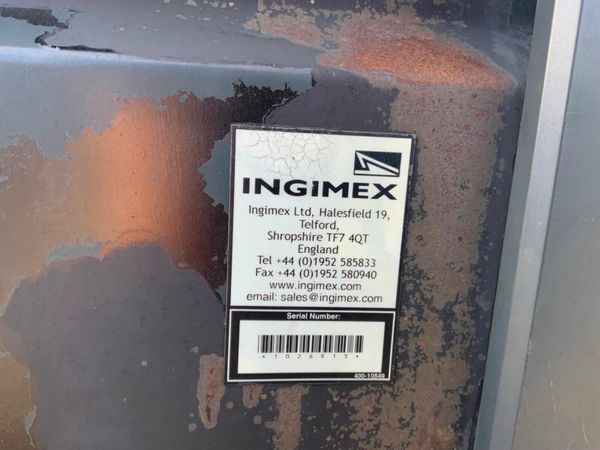 INGIMEX
Ingimex Ltd, Halesfield 19,
Telford,
Shropshire TF7 4QT
England
Tel +44 (0)1952 585833
Fax +44 (0)1952 580940
www.ingimex.com
email: sales@ingimex.com
Serial Number:
*1026913*
400-10649